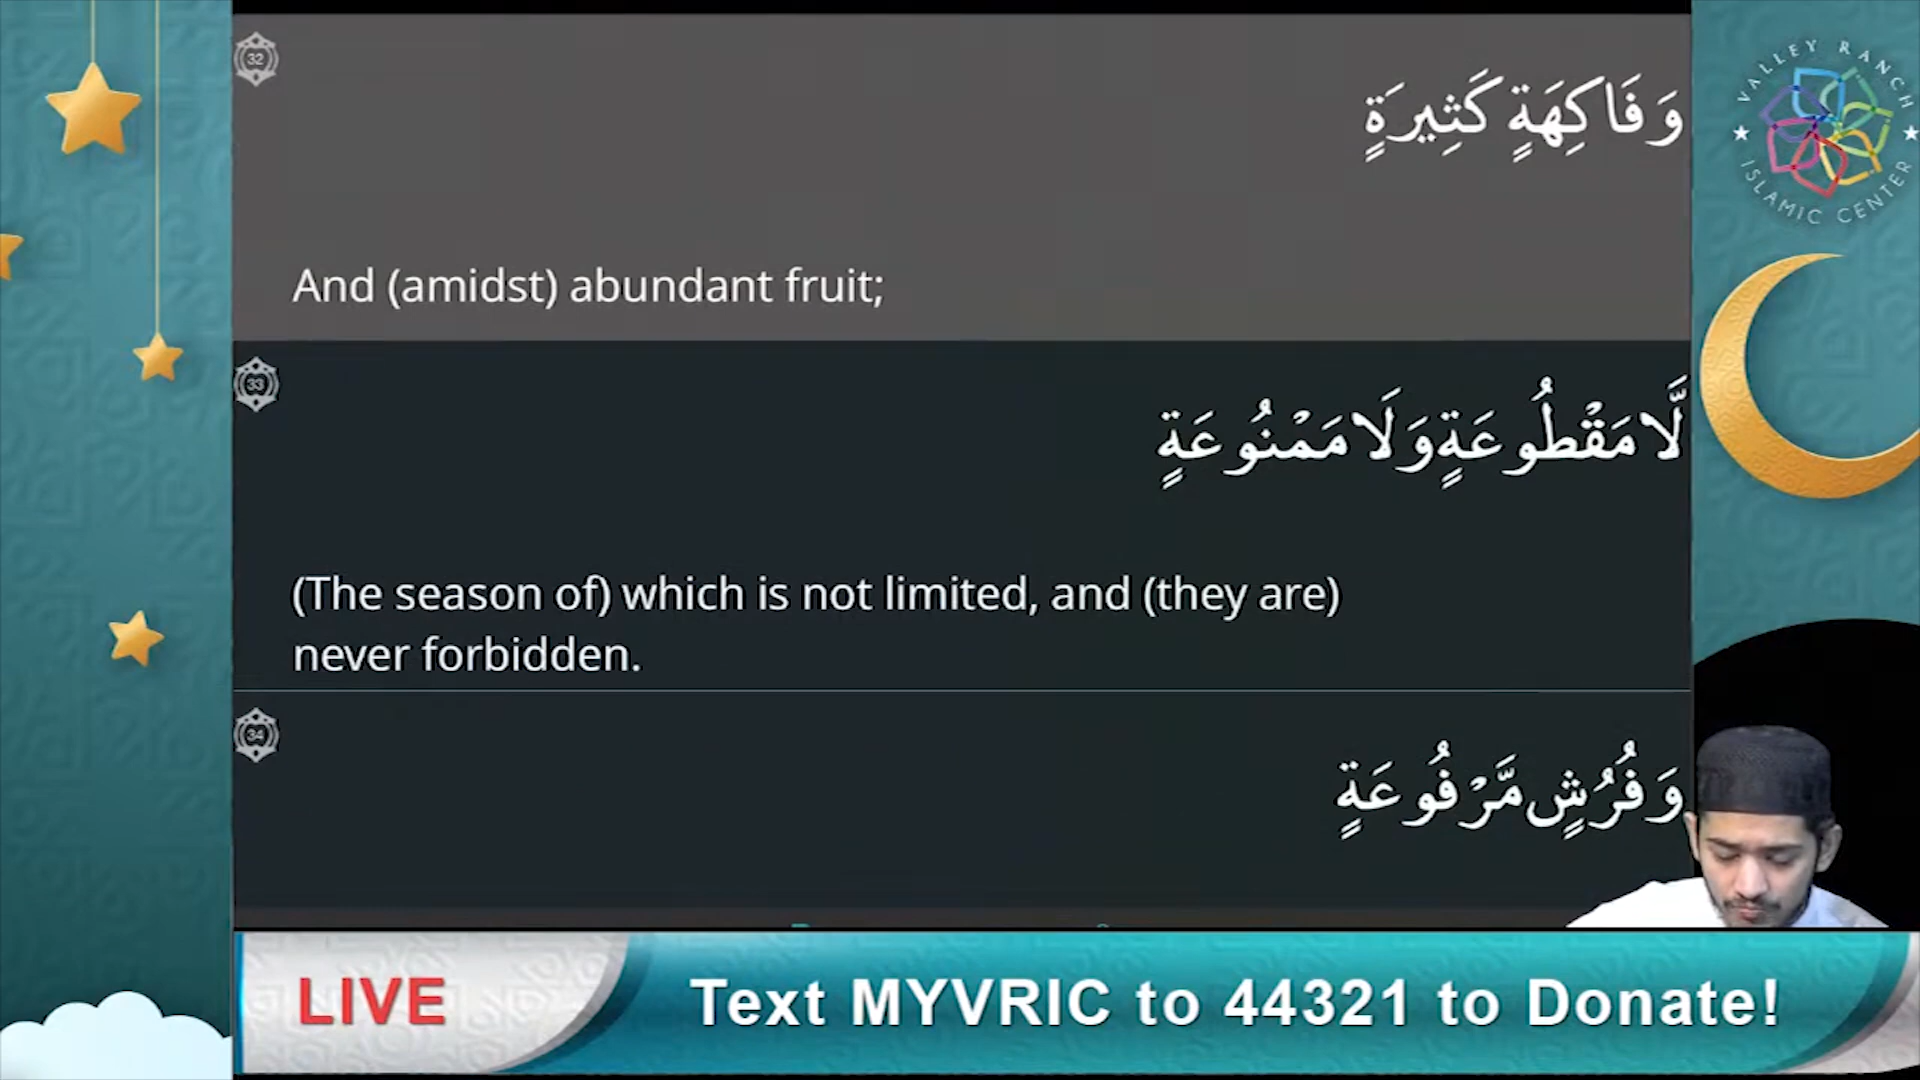 32
وَفَاكِهَةٍ كَثِيرَةٍ
And (amidst) abundant fruit;
33
لَّا مَقْطُوعَةٍ وَلَا مَمْنُوعَةٍ
(The season of) which is not limited, and (they are)
never forbidden.
34
وَفُرُشٍ مَّرْفُوعَةٍ
VALLEY RANCH
ISLAMIC CENTER
LIVE
Text MYVRIC to 44321 to Donate!